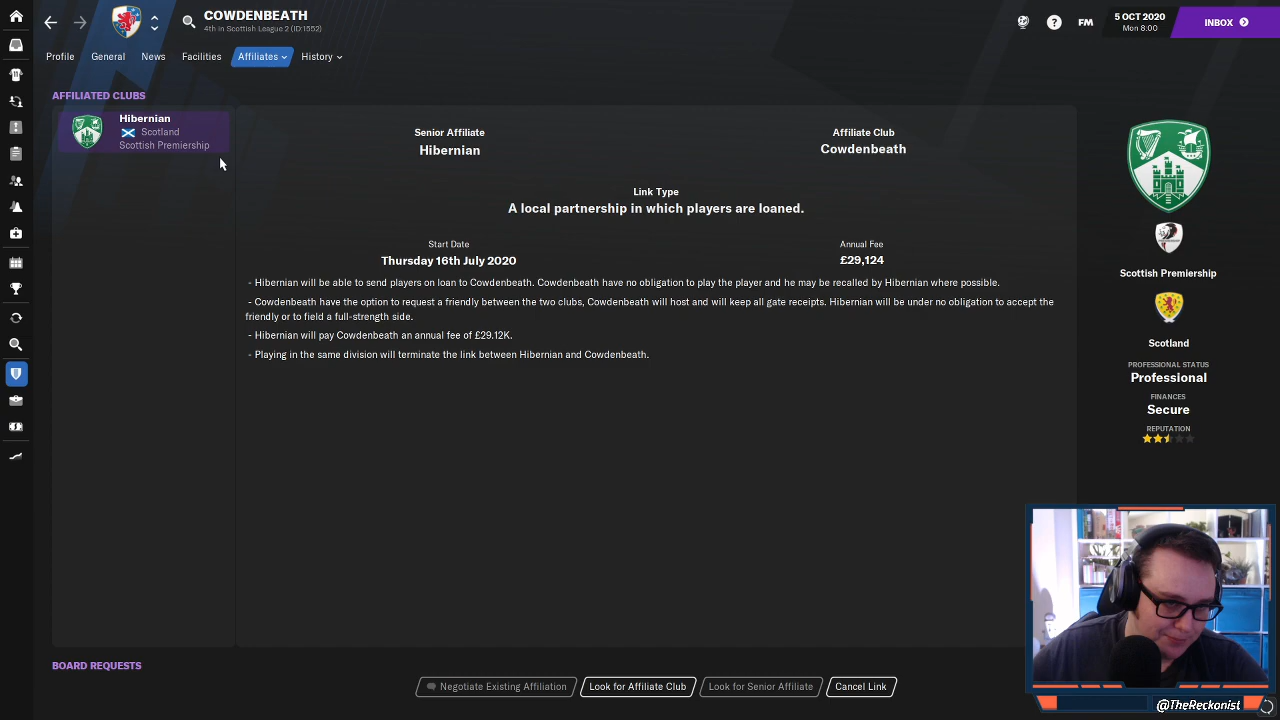 COWDENBEATH
4th in Scottish League 2 (ID:1552)
FM
5 OCT 2020
Mon 8:00
INBOX
Profile
General
News
Facilities
Affiliates
History
AFFILIATED CLUBS
Hibernian
Scotland
Scottish Premiership
Senior Affiliate
Hibernian
Affiliate Club
Cowdenbeath
Link Type
A local partnership in which players are loaned.
Start Date
Thursday 16th July 2020
Annual Fee
£29,124
- Hibernian will be able to send players on loan to Cowdenbeath. Cowdenbeath have no obligation to play the player and he may be recalled by Hibernian where possible.
- Cowdenbeath have the option to request a friendly between the two clubs, Cowdenbeath will host and will keep all gate receipts. Hibernian will be under no obligation to accept the
friendly or to field a full-strength side.
- Hibernian will pay Cowdenbeath an annual fee of £29.12K.
- Playing in the same division will terminate the link between Hibernian and Cowdenbeath.
Scottish Premiership
Scotland
PROFESSIONAL STATUS
Professional
FINANCES
Secure
REPUTATION
BOARD REQUESTS
Negotiate Existing Affiliation
Look for Affiliate Club
Look for Senior Affiliate
Cancel Link
@TheReckonist